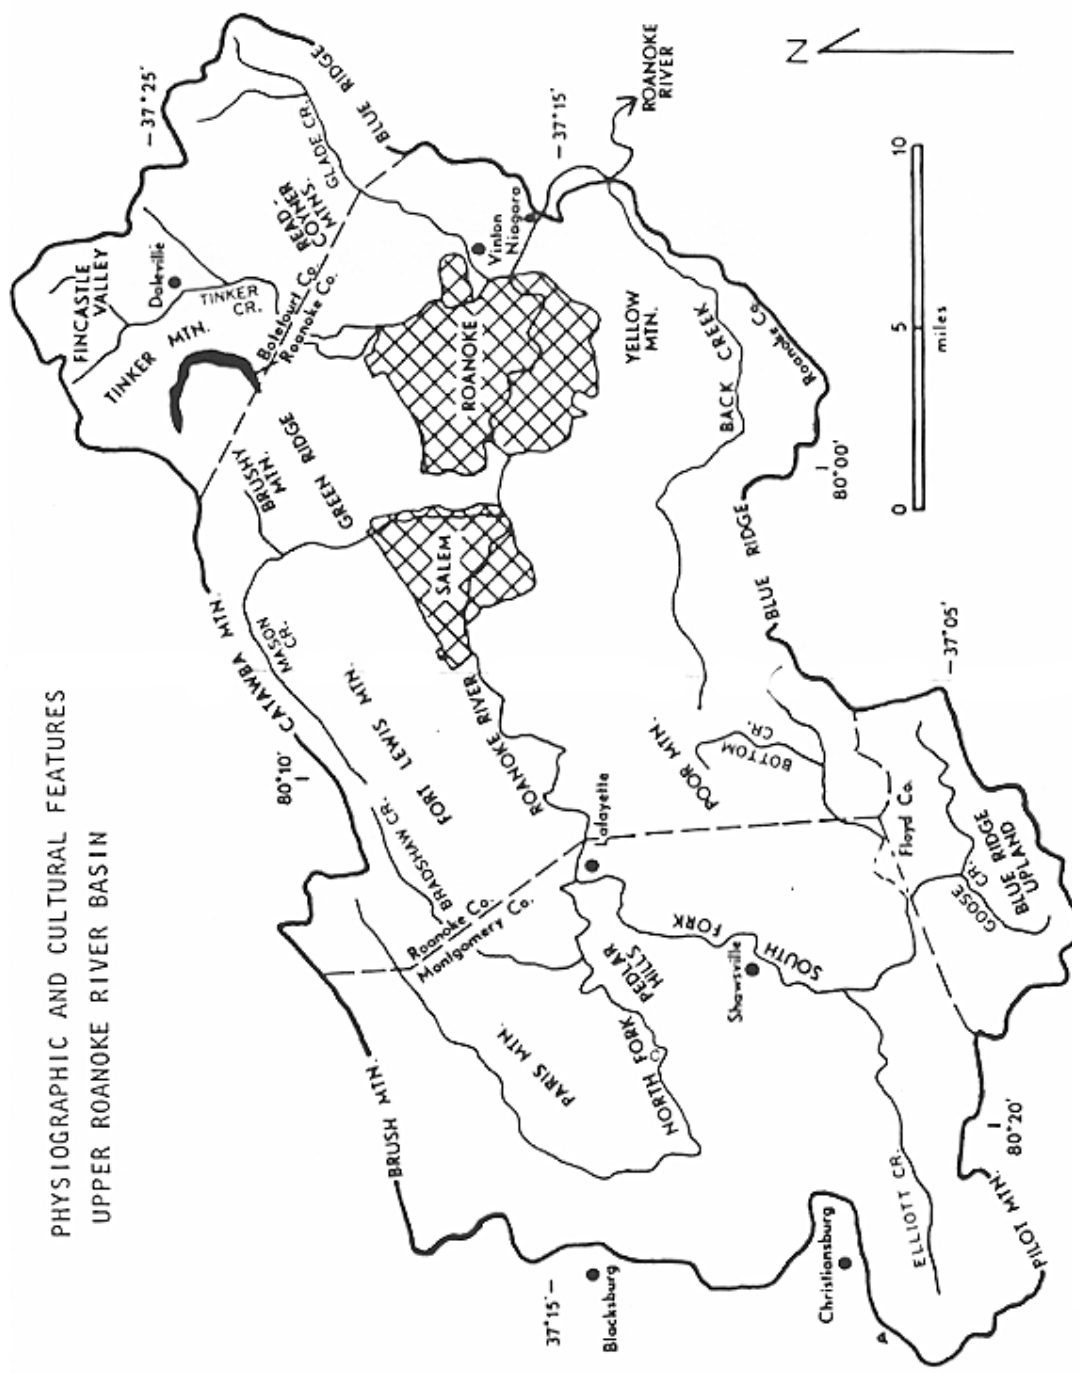 PHYSIOGRAPHIC AND CULTURAL FEATURES
UPPER ROANOKE RIVER BASIN
BRUSH MTN.
80°10'
CATAWBA MTN.
MASON
CR.
BRUSHY
MTN.
GREEN RIDGE
TINKER MTN.
FINCASTLE
VALLEY
Daleville
TINKER
CR.
37°25'
Botetourt Co.
Roanoke Co.
READ-
COYNER
MTNS.
GLADE CR.
BLUE RIDGE
Blacksburg
37°15'
PARIS MTN.
BRADSHAW CR.
Roanoke Co.
Montgomery Co.
FORT LEWIS MTN.
ROANOKE RIVER
SALEM
ROANOKE
Vinton
Niagara
37°15'
ROANOKE
RIVER
NORTH FORK
PEDLAR
HILLS
Lafayette
YELLOW
MTN.
Christiansburg
Shawsville
SOUTH FORK
POOR MTN.
BOTTOM
CR.
BACK CREEK
Roanoke Co.
BLUE RIDGE
80°00'
ELLIOTT CR.
Floyd Co.
GOOSE
CR.
BLUE RIDGE
UPLAND
37°05'
PILOT MTN.
80°20'
0
5
10
miles
N